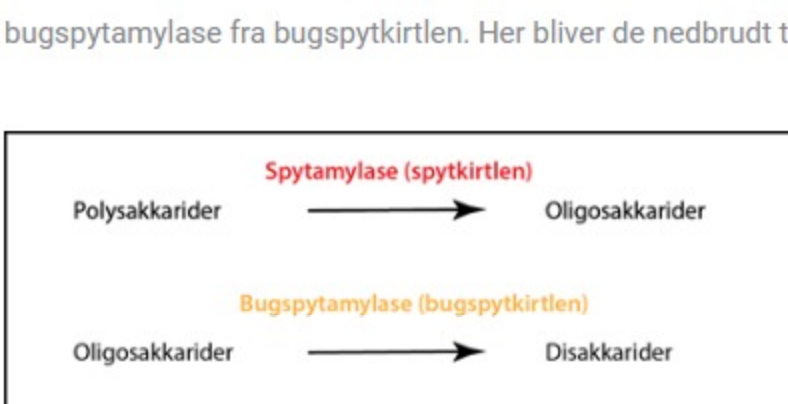 bugspytamylase fra bugspytkirtlen. Her bliver de nedbrudt t
Spytamylase (spytkirtlen)
Polysakkarider Oligosakkarider
Bugspytamylase (bugspytkirtlen)
Oligosakkarider Disakkarider